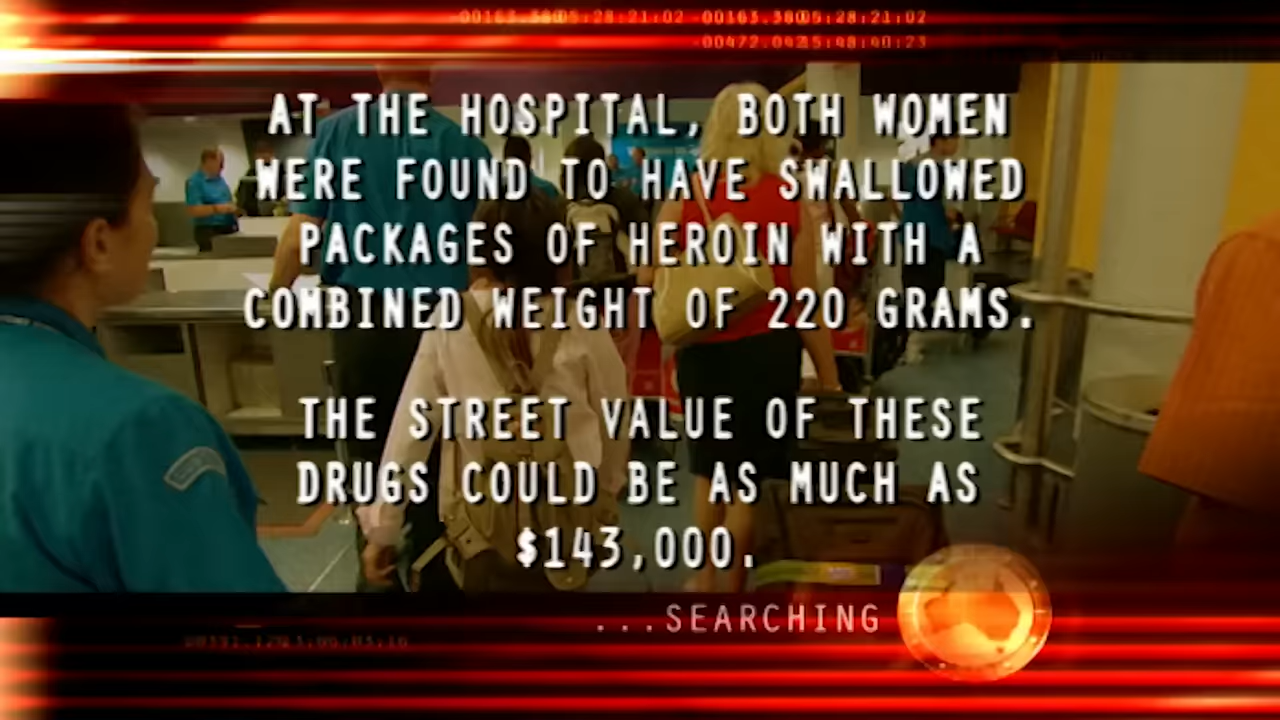 AT THE HOSPITAL, BOTH WOMEN
WERE FOUND TO HAVE SWALLOWED
PACKAGES OF HEROIN WITH A
COMBINED WEIGHT OF 220 GRAMS.
THE STREET VALUE OF THESE
DRUGS COULD BE AS MUCH AS
$143,000.
...SEARCHING